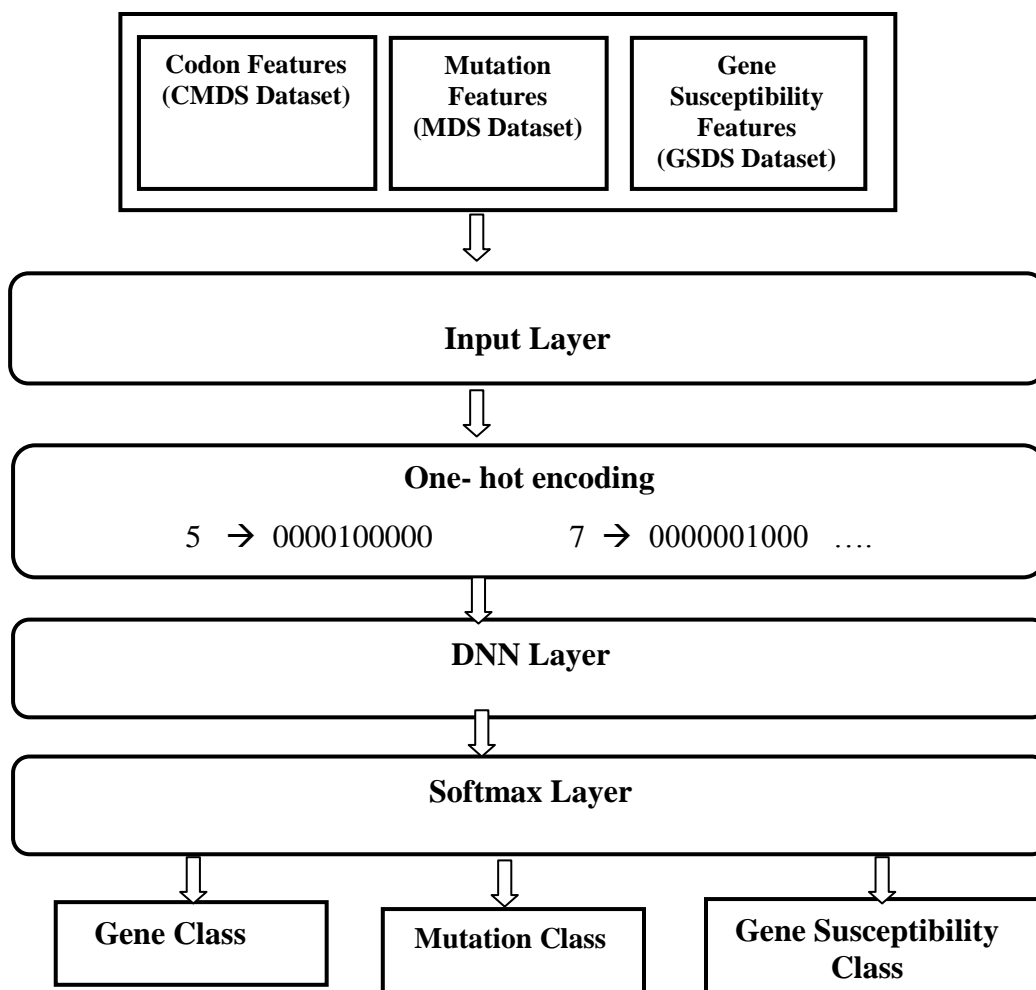 Codon Features
(CMDS Dataset)
Mutation
Features
(MDS Dataset)
Gene
Susceptibility
Features
(GSDS Dataset)
Input Layer
One- hot encoding
5 → 0000100000 7 → 0000001000 ….
DNN Layer
Softmax Layer
Gene Class
Mutation Class
Gene Susceptibility
Class